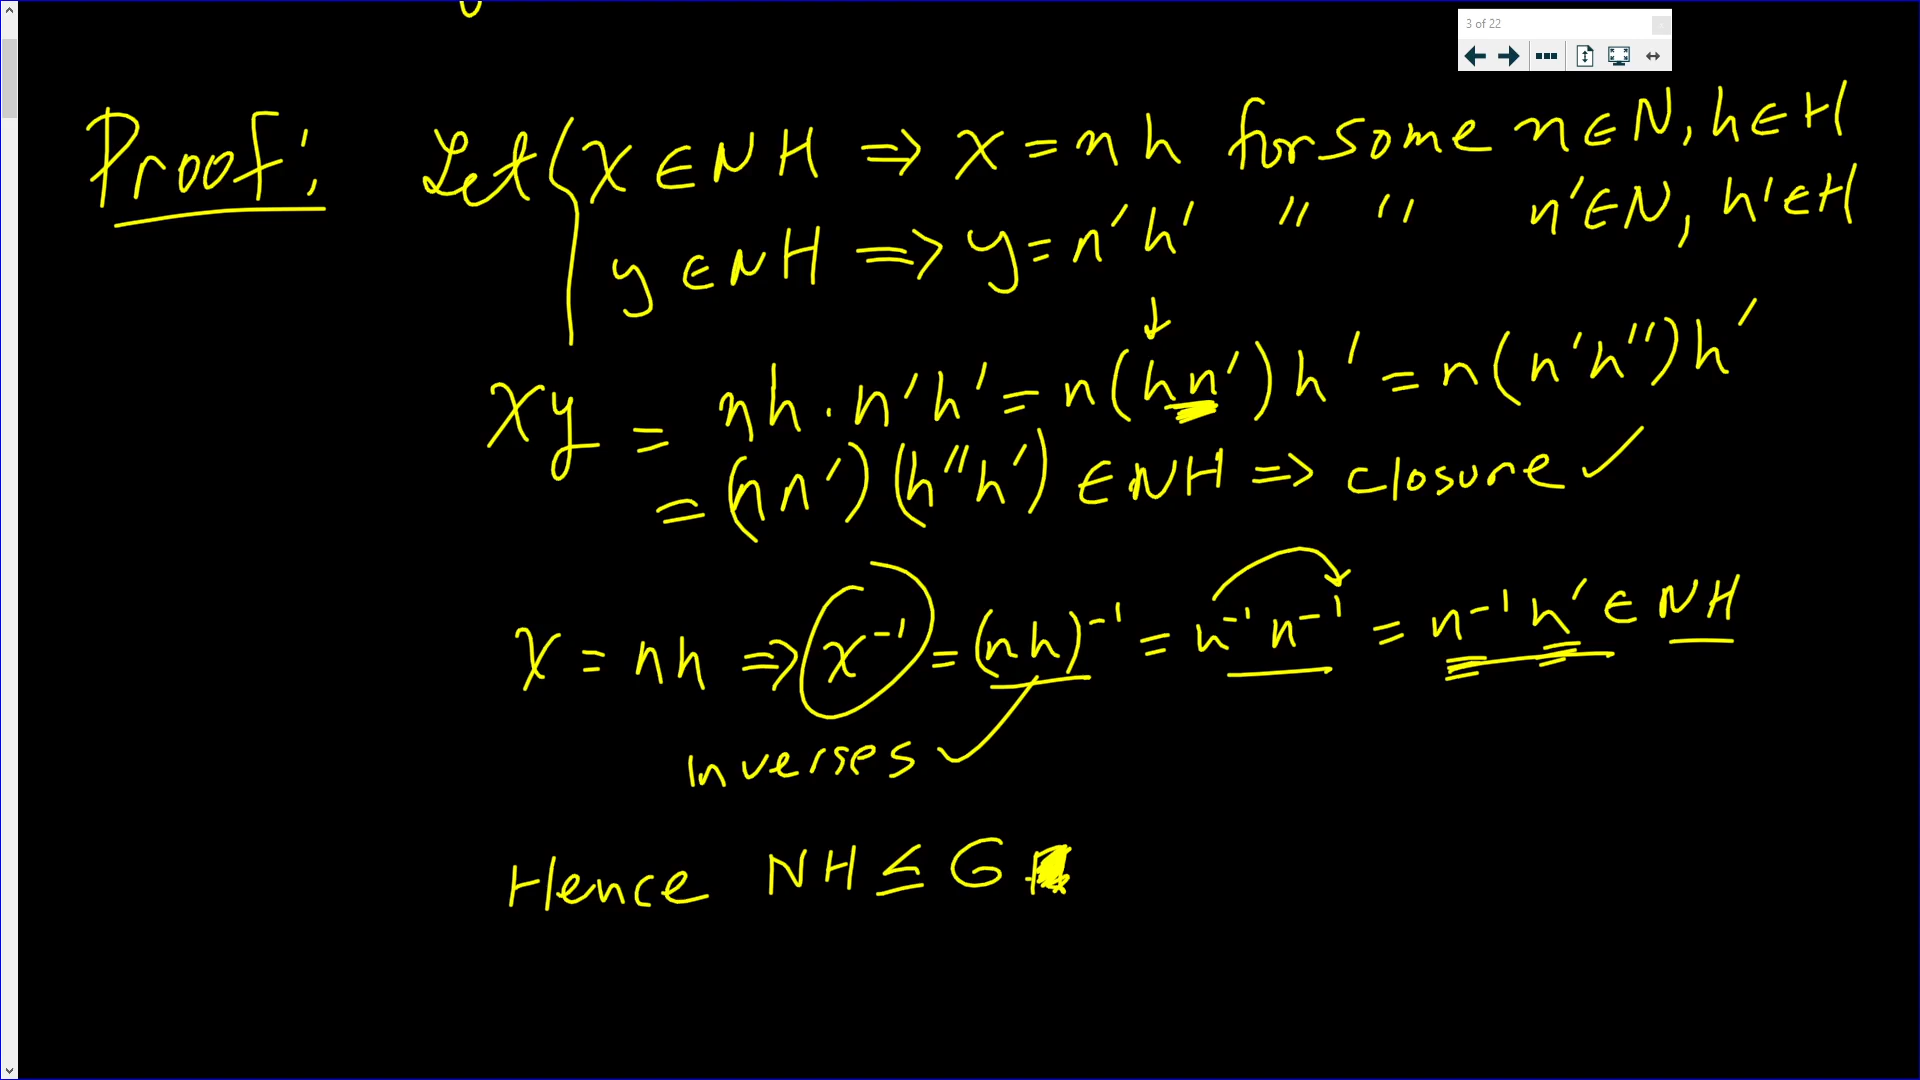 3 of 22
Proof: Let { x ∈ NH ⇒ x = nh for some n ∈ N, h ∈ H
y ∈ NH ⇒ y = n'h' " " n' ∈ N, h' ∈ H
xy = nh · n'h' = n(hn')h' = n(n'h'')h'
= (nn')(h''h') ∈ NH ⇒ closure ✓
x = nh ⇒ x⁻¹ = (nh)⁻¹ = h⁻¹n⁻¹ = n⁻¹h' ∈ NH
inverses ✓
Hence NH ≤ G